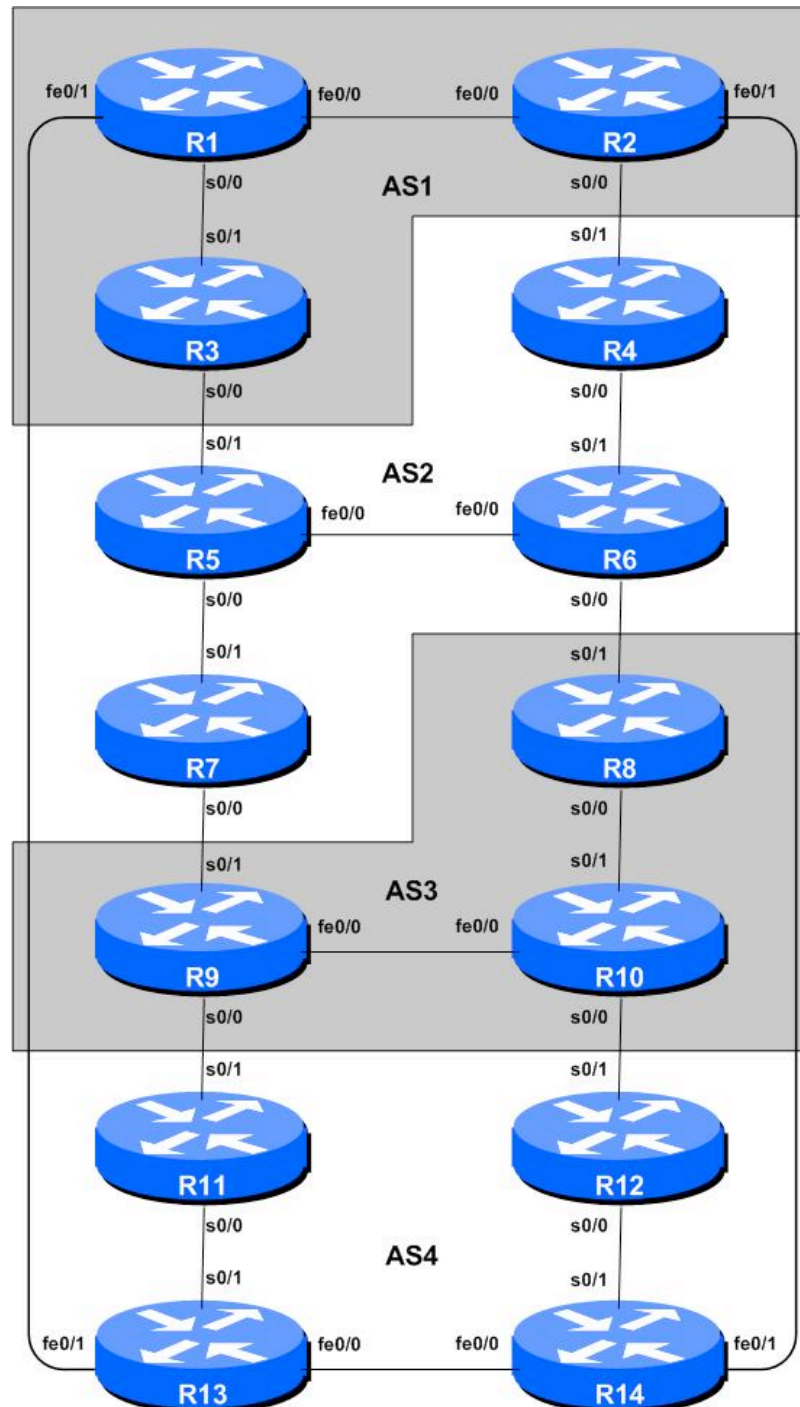 fe0/1 fe0/0 fe0/0 fe0/1
R1 R2
s0/0 AS1 s0/0
s0/1 s0/1
R3 R4
s0/0 s0/0
s0/1 AS2 s0/1
fe0/0 fe0/0
R5 R6
s0/0 s0/0
s0/1 s0/1
R7 R8
s0/0 s0/0
s0/1 AS3 s0/1
fe0/0 fe0/0
R9 R10
s0/0 s0/0
s0/1 s0/1
R11 R12
s0/0 s0/0
AS4
s0/1 s0/1
fe0/1 fe0/0 fe0/0 fe0/1
R13 R14